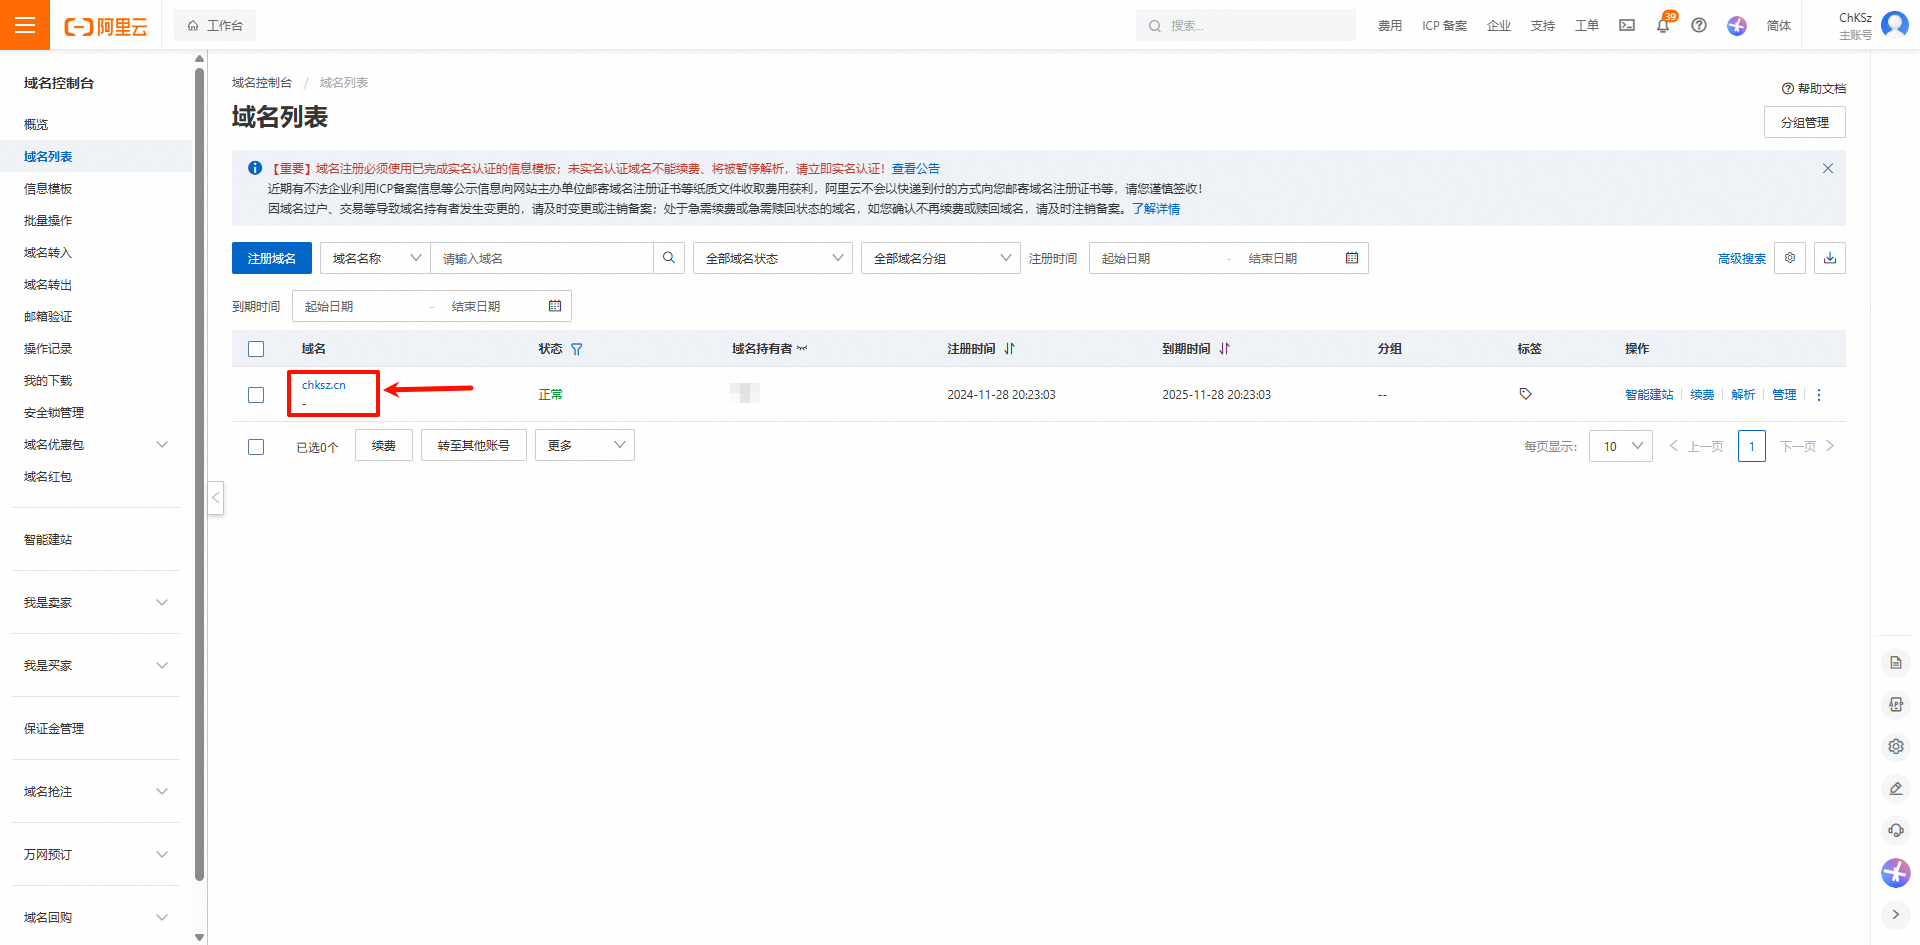 阿里云
工作台
搜索...
费用
ICP 备案
企业
支持
工单
39
简体
ChKSz
主账号
域名控制台
概览
域名列表
信息模板
批量操作
域名转入
域名转出
邮箱验证
操作记录
我的下载
安全锁管理
域名优惠包
域名红包
智能建站
我是卖家
我是买家
保证金管理
域名抢注
万网预订
域名回购
域名控制台 / 域名列表
帮助文档
域名列表
分组管理
【重要】域名注册必须使用已完成实名认证的信息模板；未实名认证域名不能续费、将被暂停解析，请立即实名认证！查看公告
近期有不法企业利用ICP备案信息等公示信息向网站主办单位邮寄域名注册证书等纸质文件收取费用获利，阿里云不会以快递到付的方式向您邮寄域名注册证书等，请您谨慎签收！
因域名过户、交易等导致域名持有者发生变更的，请及时变更或注销备案；处于急需续费或急需赎回状态的域名，如您确认不再续费或赎回域名，请及时注销备案。了解详情
注册域名
域名名称
请输入域名
全部域名状态
全部域名分组
注册时间
起始日期 - 结束日期
高级搜索
到期时间
起始日期 - 结束日期
域名 状态 域名持有者 注册时间 到期时间 分组 标签 操作
chksz.cn
-
正常
2024-11-28 20:23:03
2025-11-28 20:23:03
--
智能建站 续费 解析 管理
已选0个
续费
转至其他账号
更多
每页显示：
10
上一页
1
下一页
APP